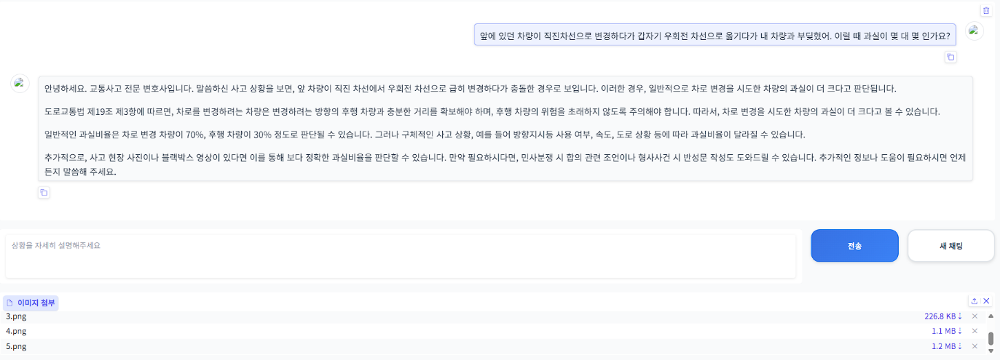 앞에 있던 차량이 직진차선으로 변경하다가 갑자기 우회전 차선으로 옮기다가 내 차량과 부딪혔어. 이럴 때 과실이 몇 대 몇 인가요?
안녕하세요. 교통사고 전문 변호사입니다. 말씀하신 사고 상황을 보면, 앞 차량이 직진 차선에서 우회전 차선으로 급히 변경하다가 충돌한 경우로 보입니다. 이러한 경우, 일반적으로 차로 변경을 시도한 차량의 과실이 더 크다고 판단됩니다.
도로교통법 제19조 제3항에 따르면, 차로를 변경하려는 차량은 변경하려는 방향의 후행 차량과 충분한 거리를 확보해야 하며, 후행 차량의 위험을 초래하지 않도록 주의해야 합니다. 따라서, 차로 변경을 시도한 차량의 과실이 더 크다고 볼 수 있습니다.
일반적인 과실비율은 차로 변경 차량이 70%, 후행 차량이 30% 정도로 판단될 수 있습니다. 그러나 구체적인 사고 상황, 예를 들어 방향지시등 사용 여부, 속도, 도로 상황 등에 따라 과실비율이 달라질 수 있습니다.
추가적으로, 사고 현장 사진이나 블랙박스 영상이 있다면 이를 통해 보다 정확한 과실비율을 판단할 수 있습니다. 만약 필요하시다면, 민사분쟁 시 합의 관련 조언이나 형사사건 시 반성문 작성도 도와드릴 수 있습니다. 추가적인 정보나 도움이 필요하시면 언제
든지 말씀해 주세요.
상황을 자세히 설명해주세요
전송
새 채팅
이미지 첨부
3.png 226.8 KB⇣
4.png 1.1 MB⇣
5.png 1.2 MB⇣